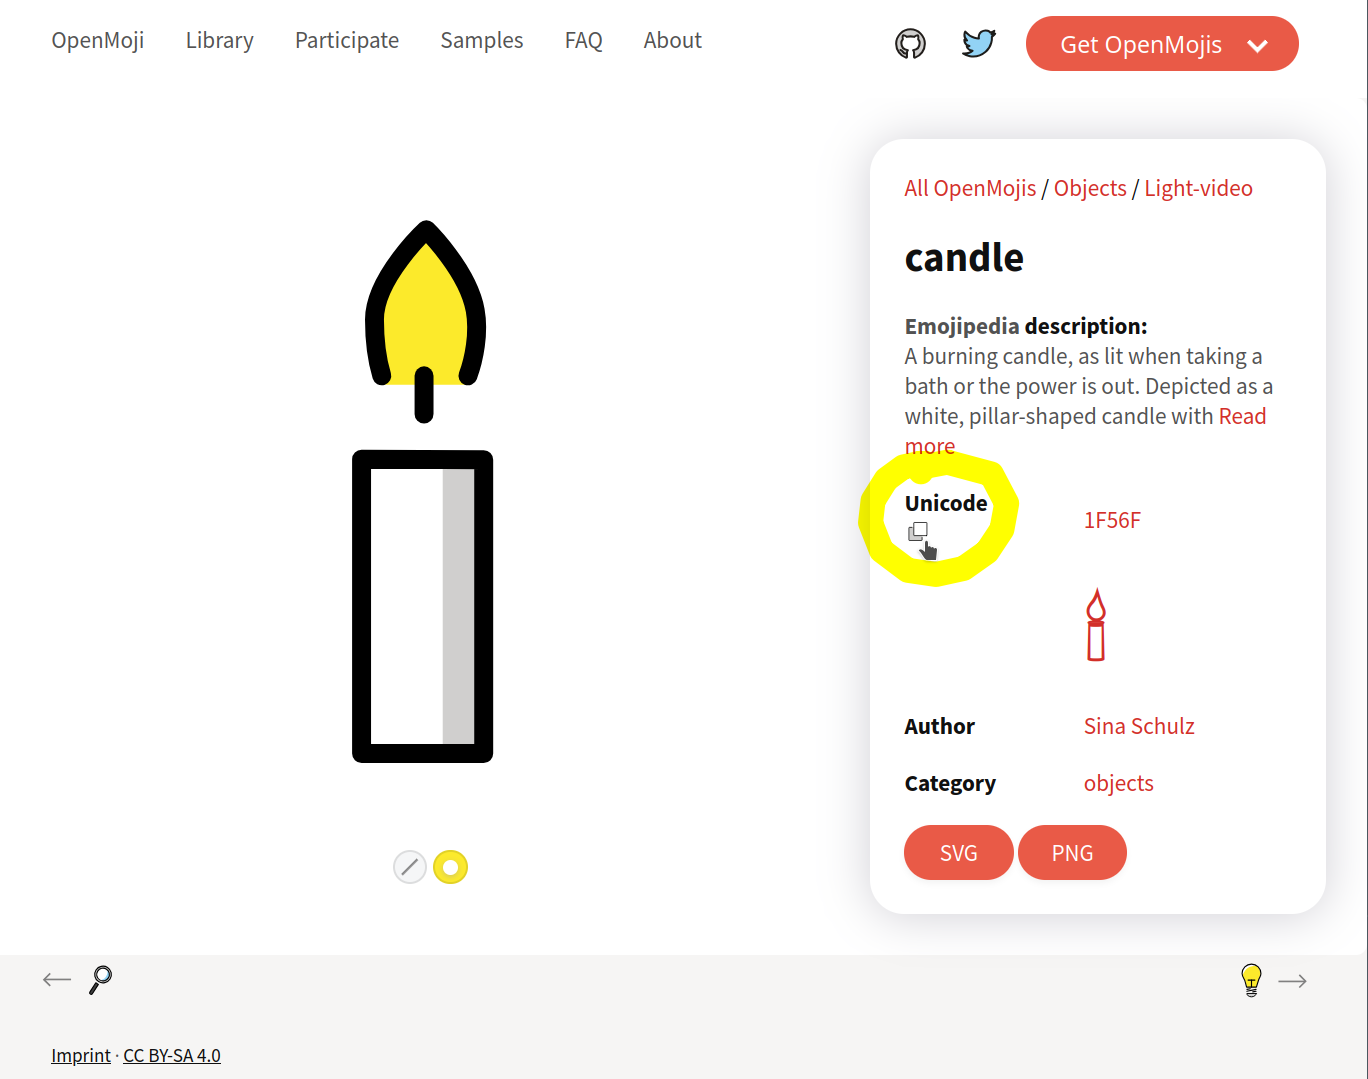 OpenMoji Library Participate Samples FAQ About Get OpenMojis
All OpenMojis / Objects / Light-video
candle
Emojipedia description:
A burning candle, as lit when taking a
bath or the power is out. Depicted as a
white, pillar-shaped candle with Read
more
Unicode 1F56F
Author Sina Schulz
Category objects
SVG PNG
Imprint · CC BY-SA 4.0